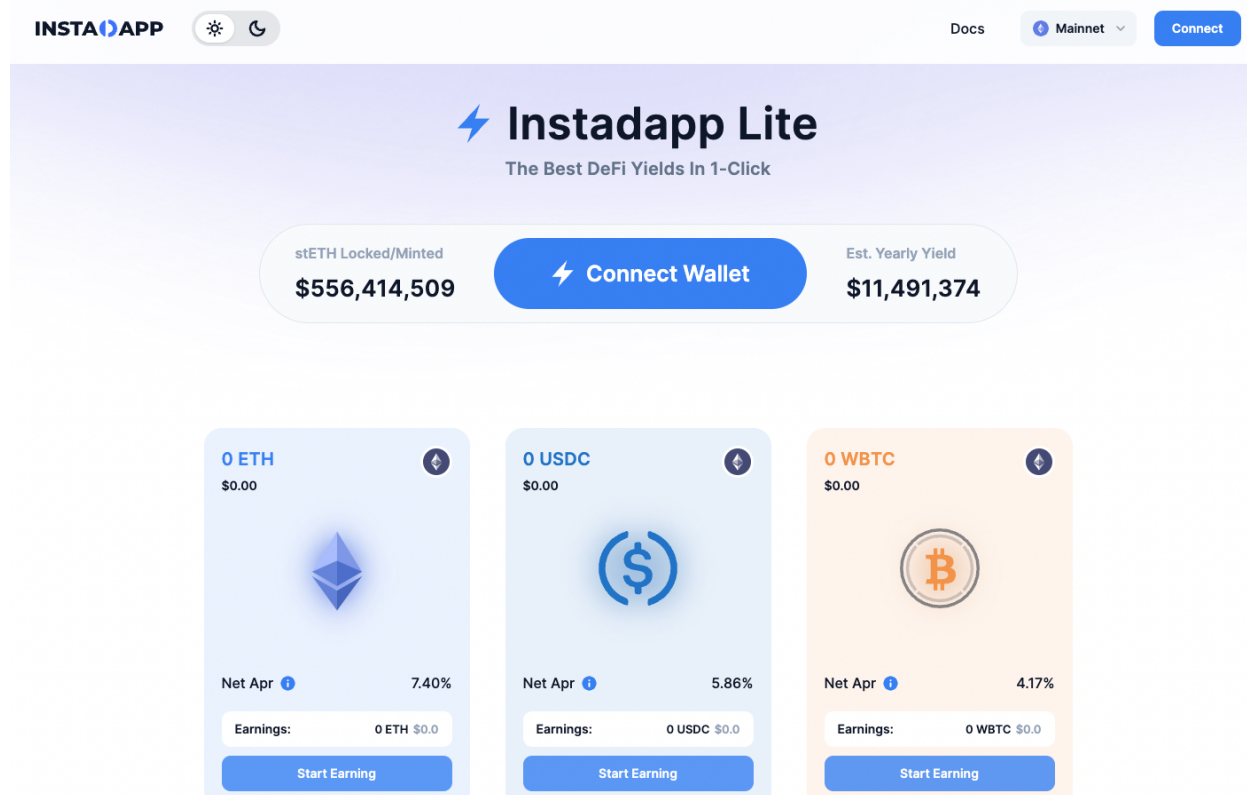 INSTADAPP
Docs
Mainnet
Connect
Instadapp Lite
The Best DeFi Yields In 1-Click
stETH Locked/Minted
$556,414,509
Connect Wallet
Est. Yearly Yield
$11,491,374
0 ETH
$0.00
Net Apr
7.40%
Earnings:
0 ETH $0.0
Start Earning
0 USDC
$0.00
Net Apr
5.86%
Earnings:
0 USDC $0.0
Start Earning
0 WBTC
$0.00
Net Apr
4.17%
Earnings:
0 WBTC $0.0
Start Earning